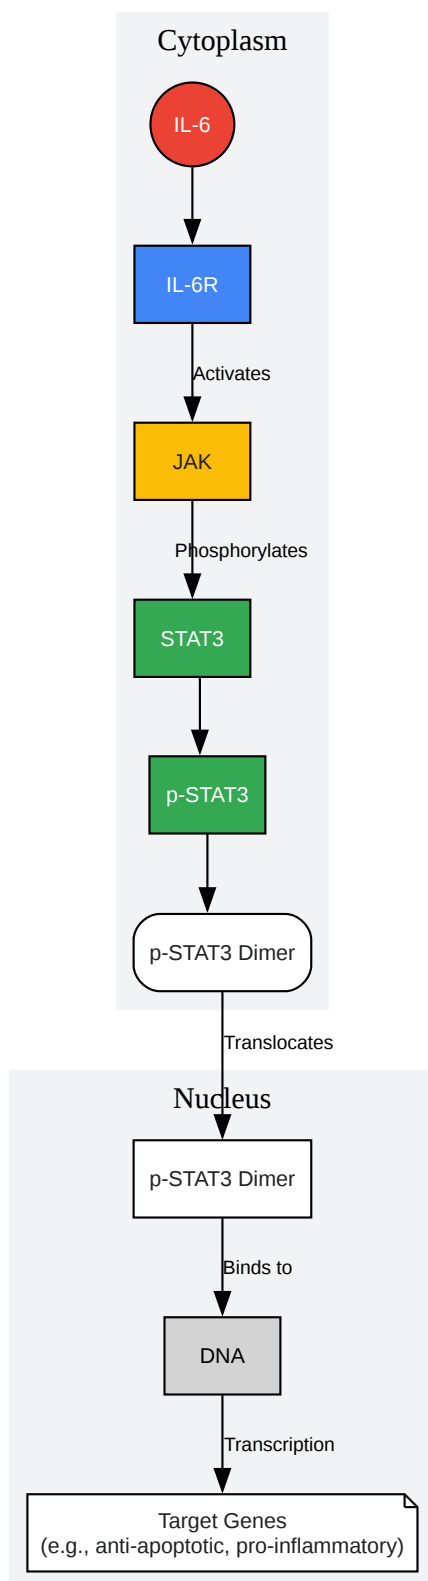 Cytoplasm
IL-6
IL-6R
Activates
JAK
Phosphorylates
STAT3
p-STAT3
p-STAT3 Dimer
Translocates
Nucleus
p-STAT3 Dimer
Binds to
DNA
Transcription
Target Genes
(e.g., anti-apoptotic, pro-inflammatory)